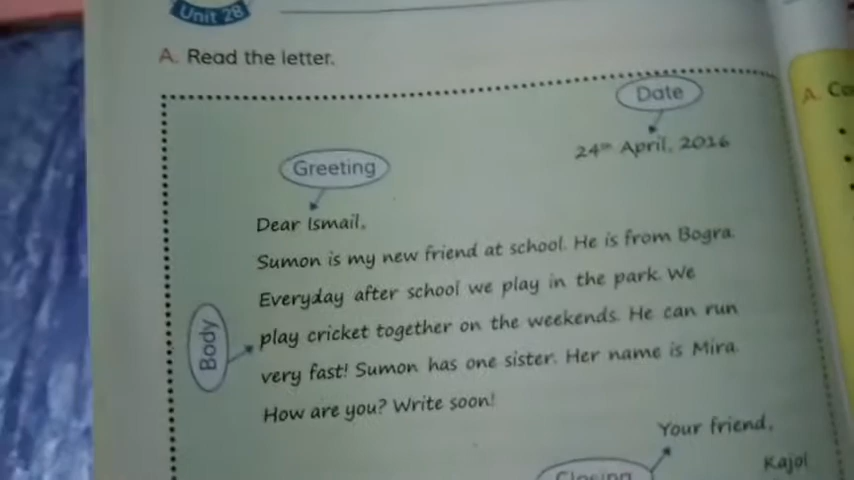 Unit 28
A. Read the letter.
Date
24th April, 2016
Greeting
Dear Ismail,
Sumon is my new friend at school. He is from Bogra.
Everyday after school we play in the park. We
play cricket together on the weekends. He can run
very fast! Sumon has one sister. Her name is Mira.
How are you? Write soon!
Body
Your friend,
Closing
Kajol
A.